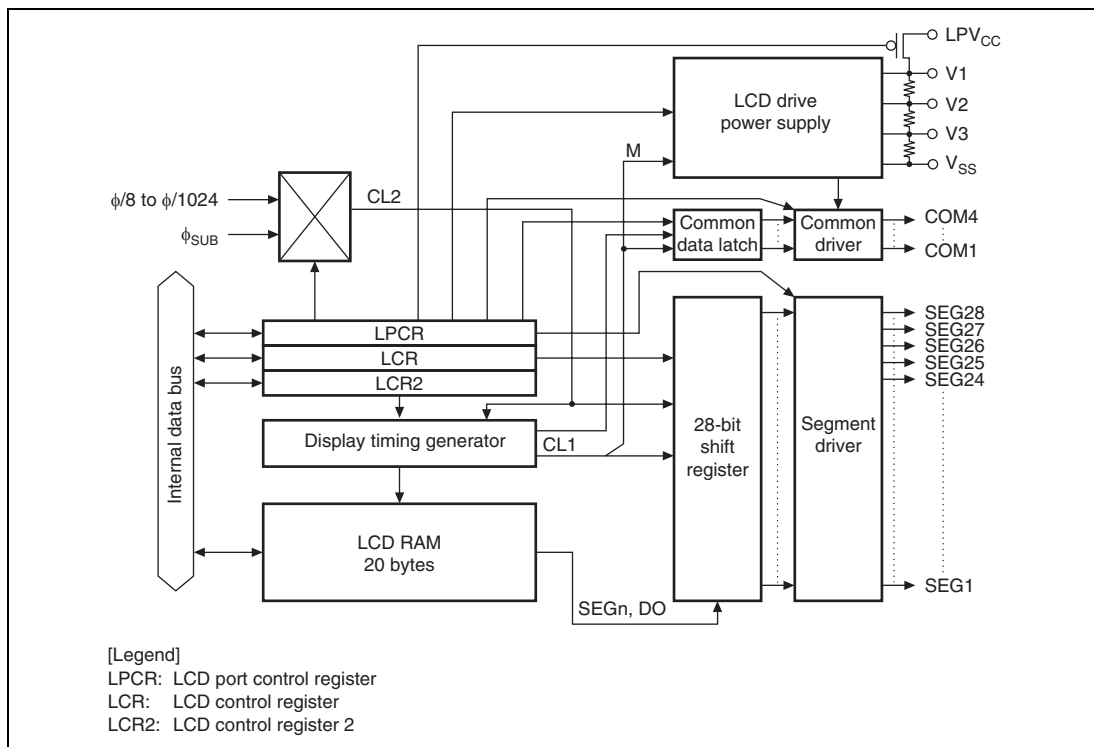 LPVCC
V1
LCD drive
power supply
V2
V3
M
VSS
φ/8 to φ/1024
CL2
φSUB
Common
data latch
Common
driver
COM4
COM1
Internal data bus
LPCR
LCR
LCR2
Display timing generator
CL1
28-bit
shift
register
Segment
driver
SEG28
SEG27
SEG26
SEG25
SEG24
LCD RAM
20 bytes
SEGn, DO
SEG1
[Legend]
LPCR: LCD port control register
LCR: LCD control register
LCR2: LCD control register 2